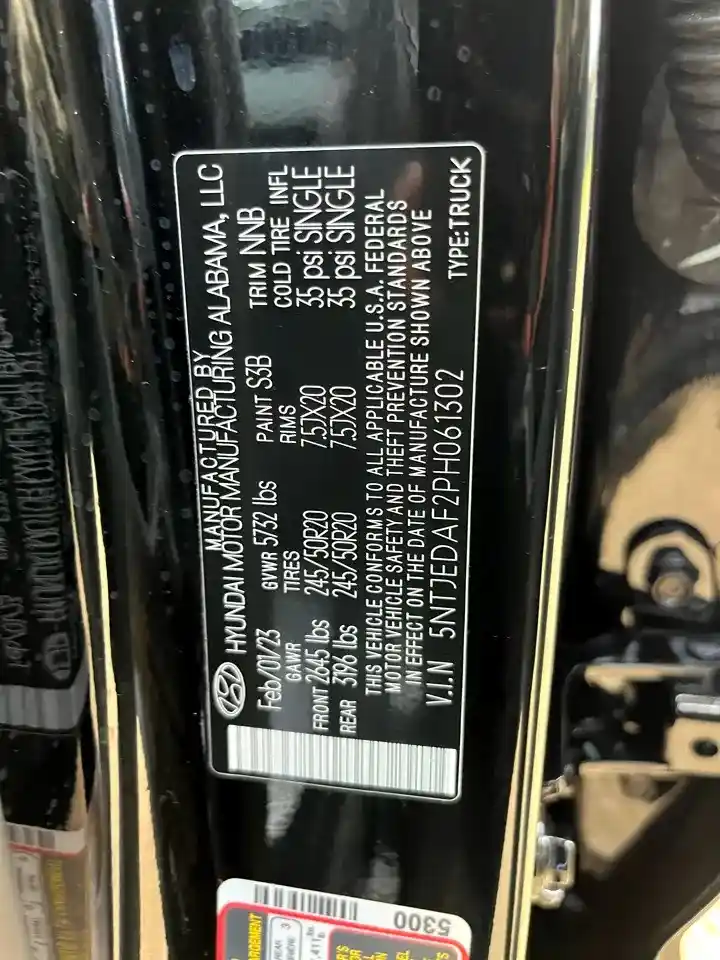 MANUFACTURED BY
HYUNDAI MOTOR MANUFACTURING ALABAMA, LLC
Feb/01/23 GVWR 5732 lbs PAINT S3B TRIM NNB
GAWR TIRES RIMS COLD TIRE INFL
FRONT 2645 lbs 245/50R20 7.5JX20 35 psi SINGLE
REAR 3196 lbs 245/50R20 7.5JX20 35 psi SINGLE
THIS VEHICLE CONFORMS TO ALL APPLICABLE U.S.A. FEDERAL
MOTOR VEHICLE SAFETY AND THEFT PREVENTION STANDARDS
IN EFFECT ON THE DATE OF MANUFACTURE SHOWN ABOVE
V.I.N 5NTJEDAF2PH061302 TYPE:TRUCK
5300